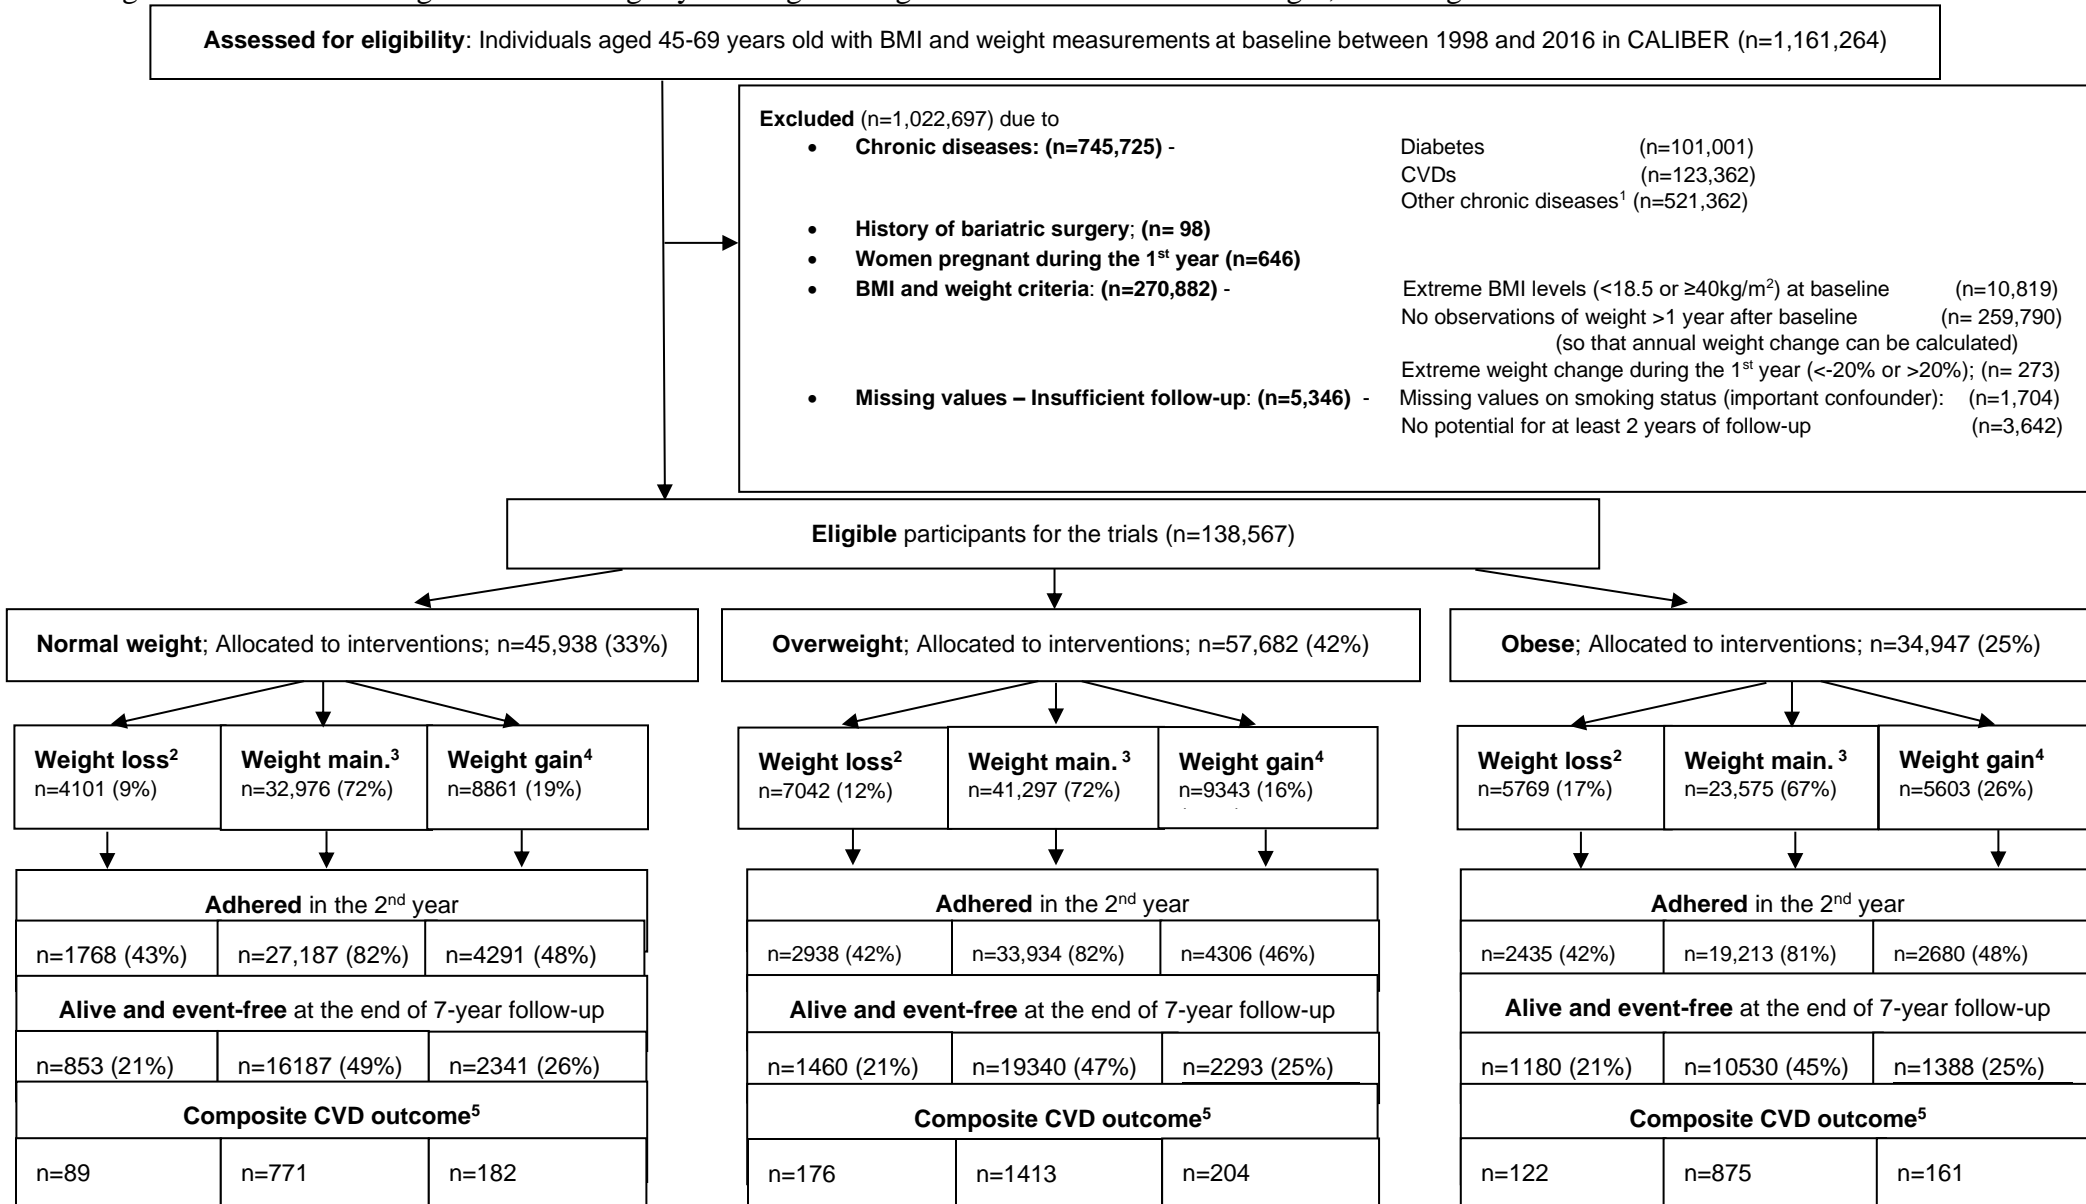 Assessed for eligibility: Individuals aged 45-69 years old with BMI and weight measurements at baseline between 1998 and 2016 in CALIBER (n=1,161,264)
Excluded (n=1,022,697) due to
• Chronic diseases: (n=745,725) - Diabetes (n=101,001)
CVDs (n=123,362)
Other chronic diseases¹ (n=521,362)
• History of bariatric surgery; (n= 98)
• Women pregnant during the 1st year (n=646)
• BMI and weight criteria: (n=270,882) - Extreme BMI levels (<18.5 or ≥40kg/m²) at baseline (n=10,819)
No observations of weight >1 year after baseline (n= 259,790)
(so that annual weight change can be calculated)
Extreme weight change during the 1st year (<-20% or >20%); (n= 273)
• Missing values – Insufficient follow-up: (n=5,346) - Missing values on smoking status (important confounder): (n=1,704)
No potential for at least 2 years of follow-up (n=3,642)
Eligible participants for the trials (n=138,567)
Normal weight; Allocated to interventions; n=45,938 (33%)
Weight loss² Weight main.³ Weight gain⁴
n=4101 (9%) n=32,976 (72%) n=8861 (19%)
Adhered in the 2nd year
n=1768 (43%) n=27,187 (82%) n=4291 (48%)
Alive and event-free at the end of 7-year follow-up
n=853 (21%) n=16187 (49%) n=2341 (26%)
Composite CVD outcome⁵
n=89 n=771 n=182
Overweight; Allocated to interventions; n=57,682 (42%)
Weight loss² Weight main. ³ Weight gain⁴
n=7042 (12%) n=41,297 (72%) n=9343 (16%)
Adhered in the 2nd year
n=2938 (42%) n=33,934 (82%) n=4306 (46%)
Alive and event-free at the end of 7-year follow-up
n=1460 (21%) n=19340 (47%) n=2293 (25%)
Composite CVD outcome⁵
n=176 n=1413 n=204
Obese; Allocated to interventions; n=34,947 (25%)
Weight loss² Weight main. ³ Weight gain⁴
n=5769 (17%) n=23,575 (67%) n=5603 (26%)
Adhered in the 2nd year
n=2435 (42%) n=19,213 (81%) n=2680 (48%)
Alive and event-free at the end of 7-year follow-up
n=1180 (21%) n=10530 (45%) n=1388 (25%)
Composite CVD outcome⁵
n=122 n=875 n=161